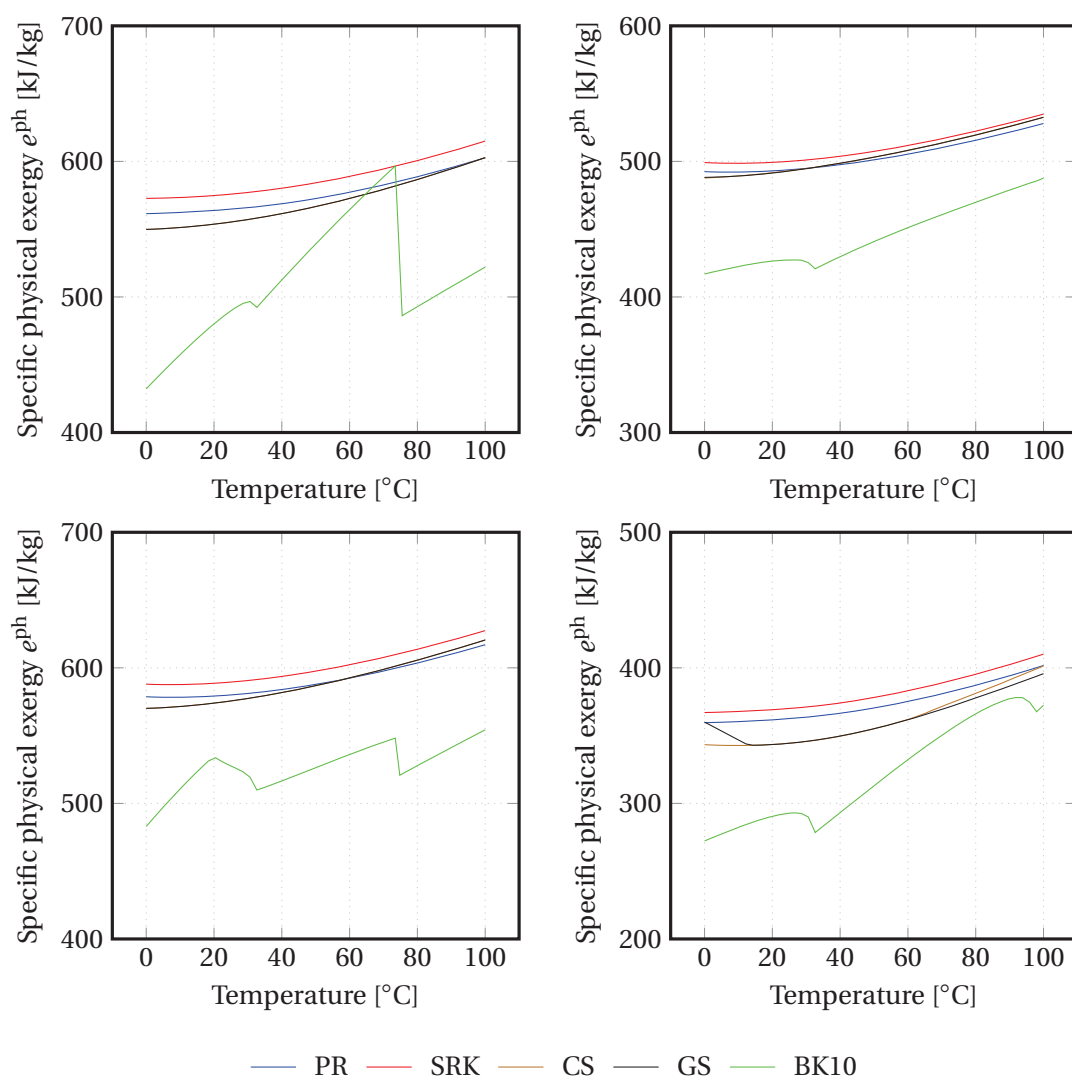 700
600
500
400
Specific physical exergy e^ph [kJ/kg]
0 20 40 60 80 100
Temperature [°C]
600
500
400
300
Specific physical exergy e^ph [kJ/kg]
0 20 40 60 80 100
Temperature [°C]
700
600
500
400
Specific physical exergy e^ph [kJ/kg]
0 20 40 60 80 100
Temperature [°C]
500
400
300
200
Specific physical exergy e^ph [kJ/kg]
0 20 40 60 80 100
Temperature [°C]
PR SRK CS GS BK10